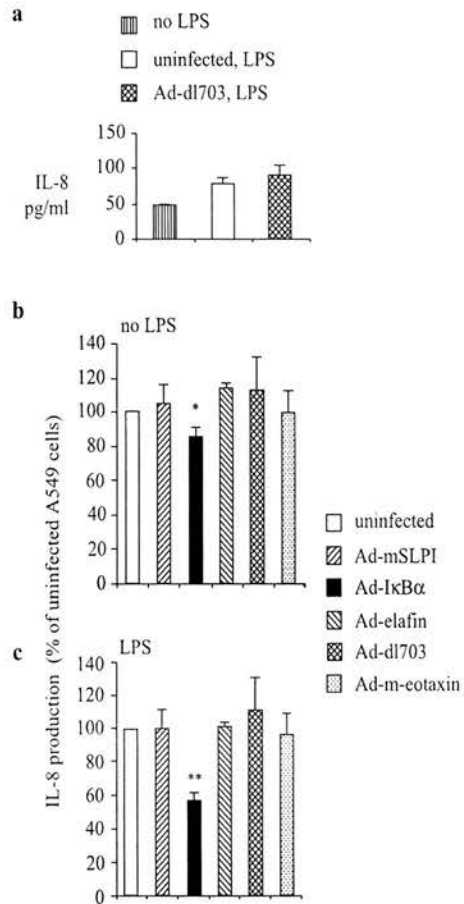 a
no LPS
uninfected, LPS
Ad-dl703, LPS
150
100
50
0
IL-8
pg/ml
b
no LPS
140
120
100
80
60
40
20
0
*
IL-8 production (% of uninfected A549 cells)
uninfected
Ad-mSLPI
Ad-IκBα
Ad-elafin
Ad-dl703
Ad-m-eotaxin
c
LPS
140
120
100
80
60
40
20
0
**